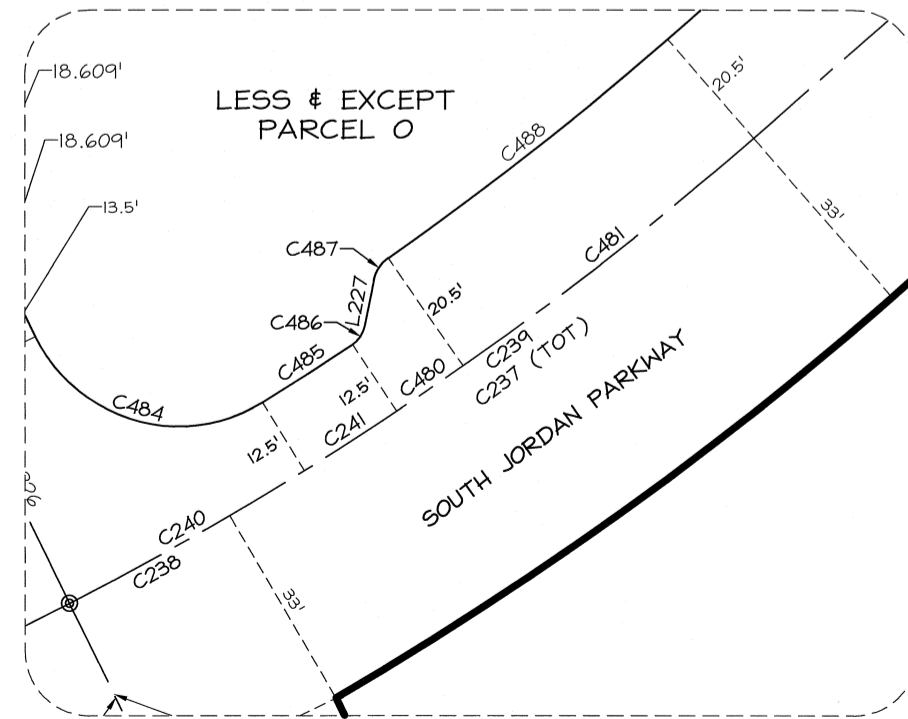 18.609'
LESS & EXCEPT
PARCEL O
18.609'
13.5'
20.5'
C488
33'
C487
C481
L227
20.5'
C486
C485
C239
C480
C237 (TOT)
12.5'
C484
C241
12.5'
SOUTH JORDAN PARKWAY
C240
C238
33'